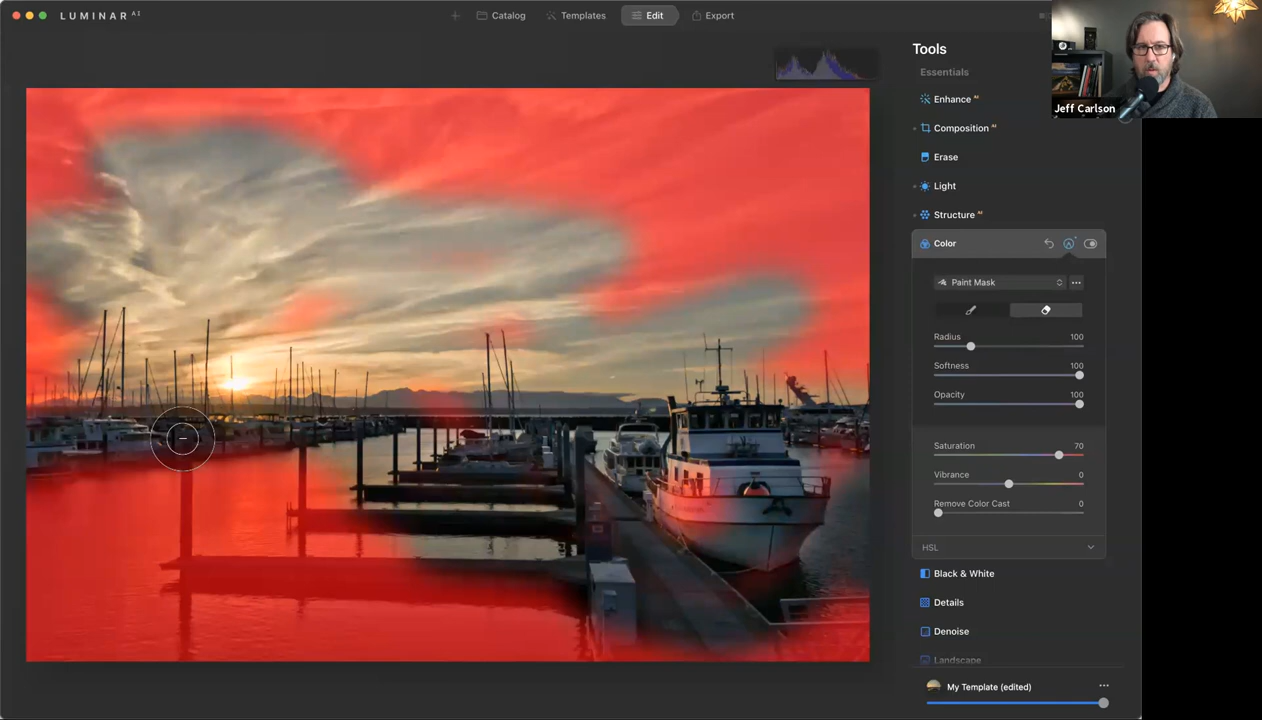 LUMINAR AI
Catalog
Templates
Edit
Export
Tools
Essentials
Enhance AI
Composition AI
Erase
Light
Structure AI
Color
Paint Mask
Radius 100
Softness 100
Opacity 100
Saturation 70
Vibrance 0
Remove Color Cast 0
HSL
Black & White
Details
Denoise
Landscape
My Template (edited)
Jeff Carlson